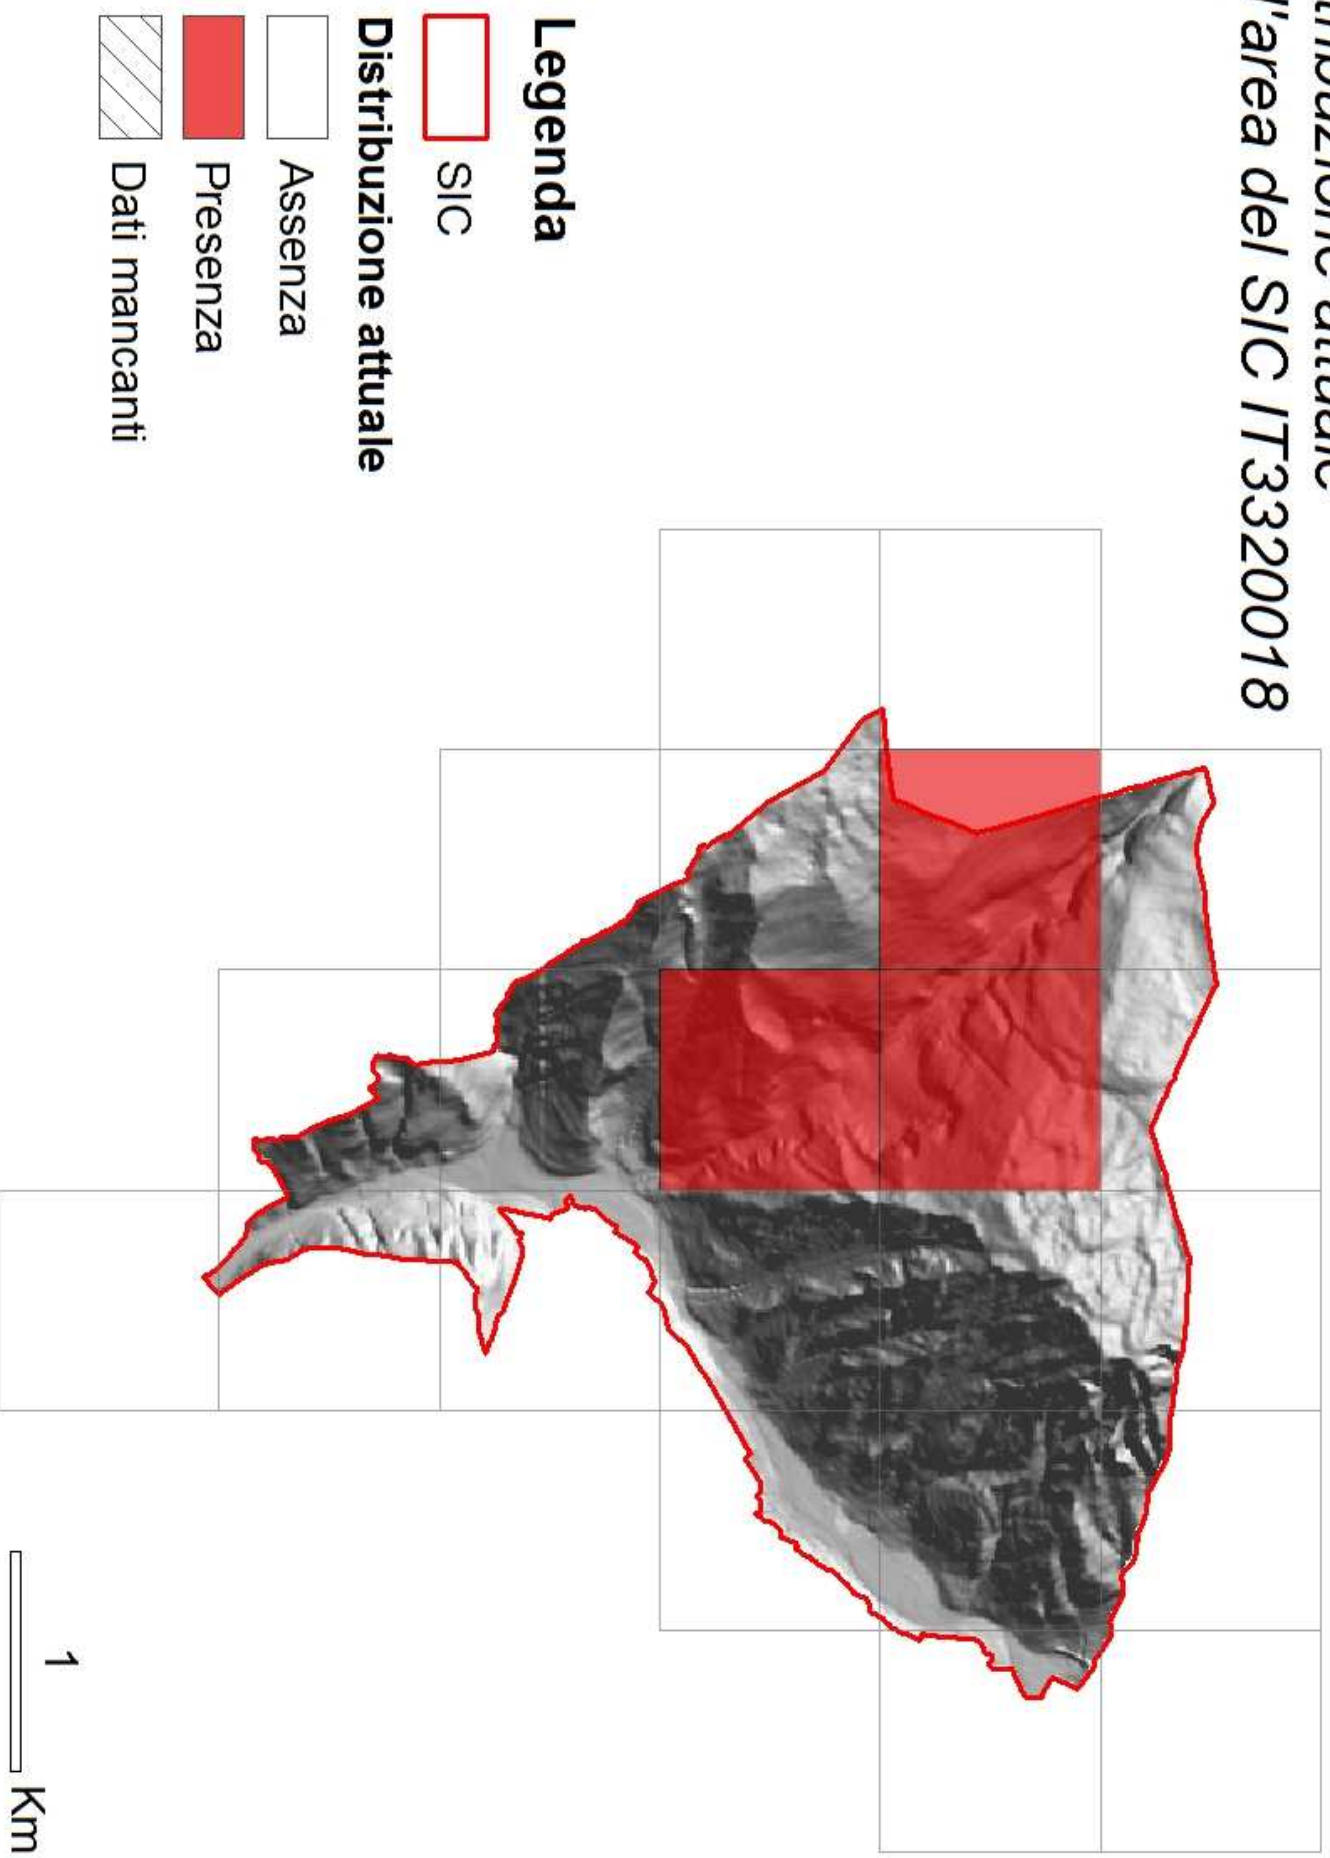 l'area del SIC IT3320018
Legenda
SIC
Distribuzione attuale
Assenza
Presenza
Dati mancanti
1
Km